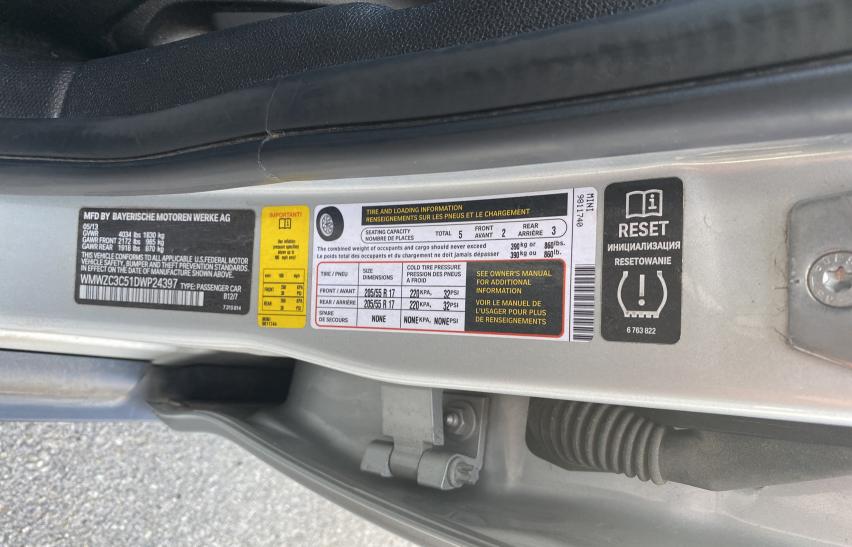 MFD BY BAYERISCHE MOTOREN WERKE AG
05/13
GVWR 4034 lbs 1830 kg
GAWR FRONT 2172 lbs 985 kg
GAWR REAR 1918 lbs 870 kg
THIS VEHICLE CONFORMS TO ALL APPLICABLE U.S.FEDERAL MOTOR
VEHICLE SAFETY, BUMPER, AND THEFT PREVENTION STANDARDS
IN EFFECT ON THE DATE OF MANUFACTURE SHOWN ABOVE.
WMWZC3C51DWP24397 TYPE: PASSENGER CAR
B12/7
7315814
IMPORTANT!
TIRE AND LOADING INFORMATION
RENSEIGNEMENTS SUR LES PNEUS ET LE CHARGEMENT
SEATING CAPACITY
NOMBRE DE PLACES
TOTAL 5
FRONT
AVANT 2
REAR
ARRIÈRE 3
The combined weight of occupants and cargo should never exceed 390 kg or 860 lbs.
Le poids total des occupants et du chargement ne doit jamais dépasser 390 kg or 860 lb.
TIRE / PNEU
SIZE
DIMENSIONS
COLD TIRE PRESSURE
PRESSION DES PNEUS
A FROID
FRONT / AVANT 205/55 R 17 220 KPA, 32 PSI
REAR / ARRIÈRE 205/55 R 17 220 KPA, 32 PSI
SPARE
DE SECOURS NONE NONE KPA, NONE PSI
SEE OWNER'S MANUAL
FOR ADDITIONAL
INFORMATION
VOIR LE MANUEL DE
L'USAGER POUR PLUS
DE RENSEIGNEMENTS
MINI
9811740
RESET
ИНИЦИАЛИЗАЦИЯ
RESETOWANIE
6 763 822